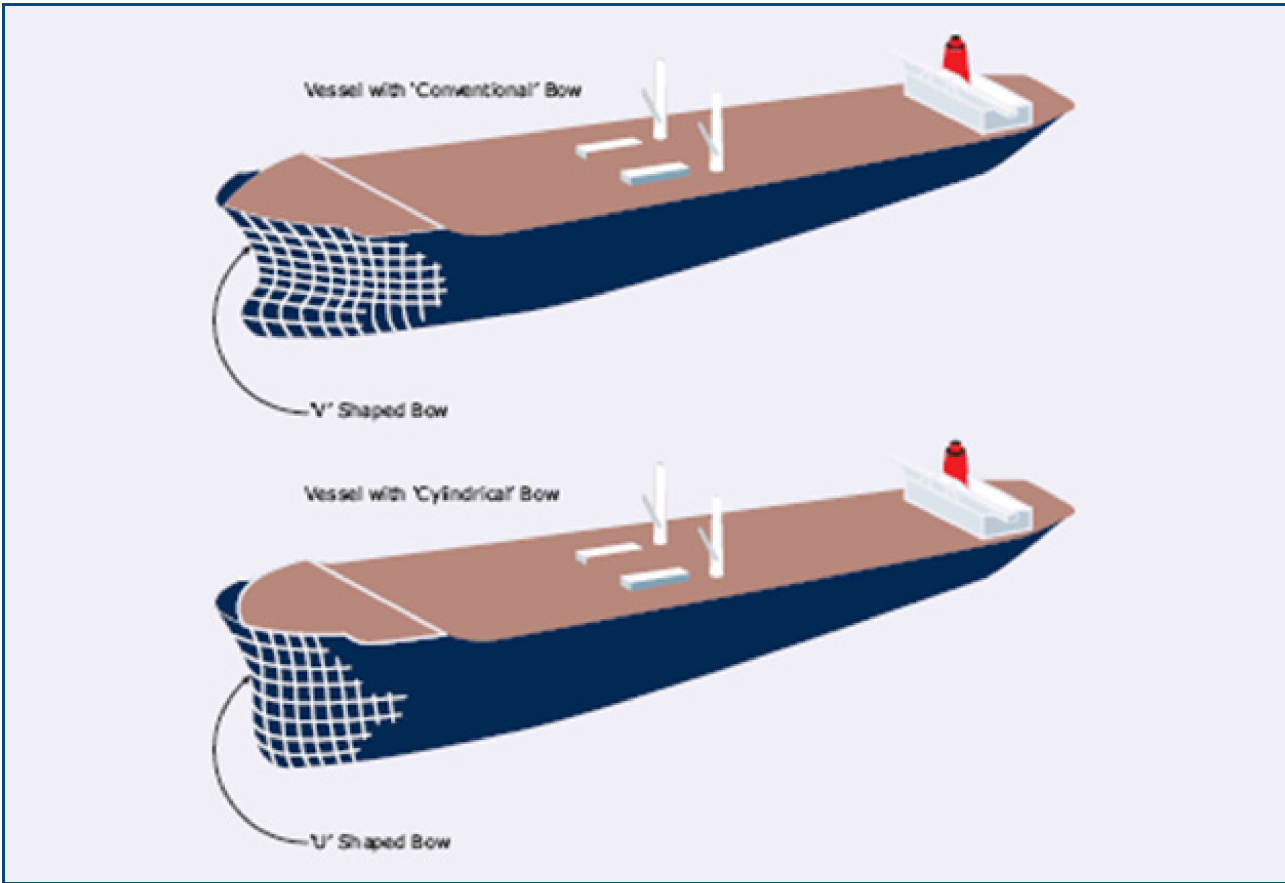 Vessel with 'Conventional' Bow
'V' Shaped Bow
Vessel with 'Cylindrical' Bow
'U' Shaped Bow